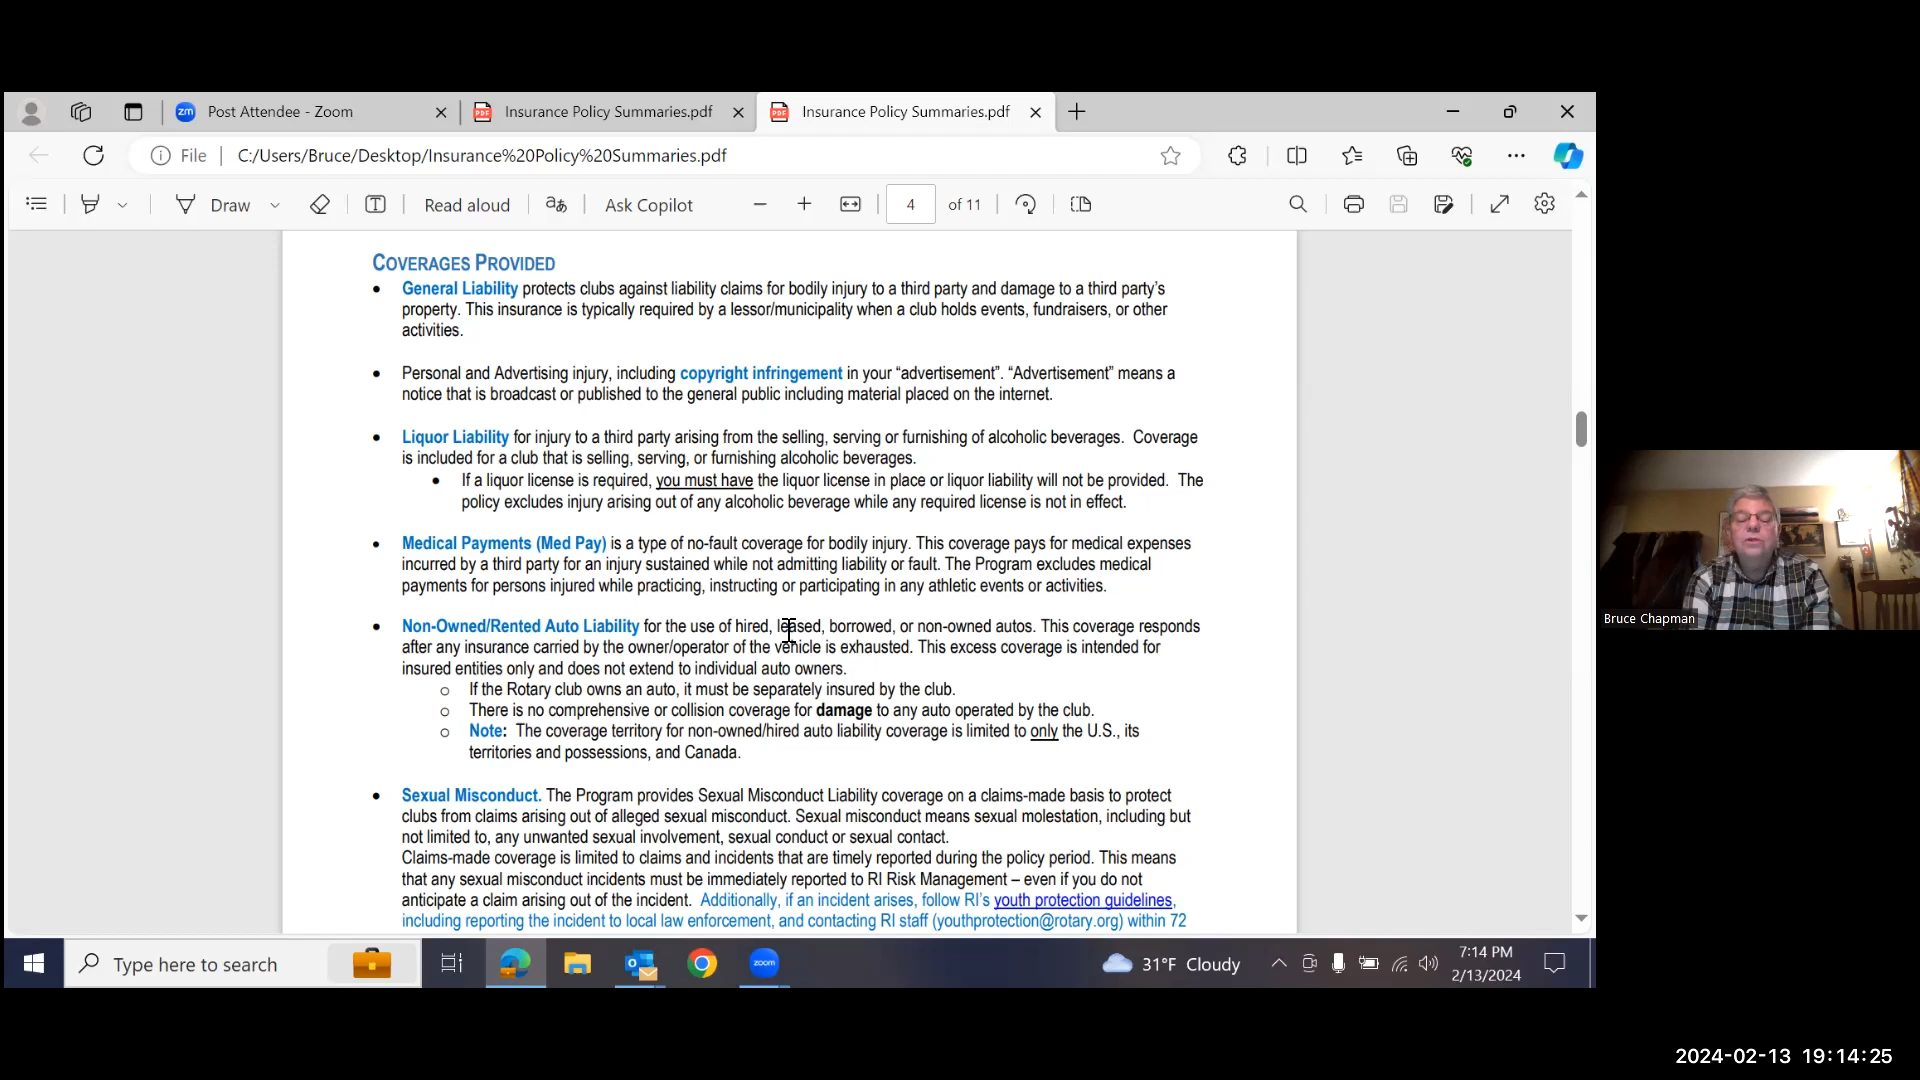 Post Attendee - Zoom
Insurance Policy Summaries.pdf
Insurance Policy Summaries.pdf
File
C:/Users/Bruce/Desktop/Insurance%20Policy%20Summaries.pdf
Draw
Read aloud
aあ
Ask Copilot
4
of 11
COVERAGES PROVIDED
• General Liability protects clubs against liability claims for bodily injury to a third party and damage to a third party’s
property. This insurance is typically required by a lessor/municipality when a club holds events, fundraisers, or other
activities.
• Personal and Advertising injury, including copyright infringement in your “advertisement”. “Advertisement” means a
notice that is broadcast or published to the general public including material placed on the internet.
• Liquor Liability for injury to a third party arising from the selling, serving or furnishing of alcoholic beverages. Coverage
is included for a club that is selling, serving, or furnishing alcoholic beverages.
• If a liquor license is required, you must have the liquor license in place or liquor liability will not be provided. The
policy excludes injury arising out of any alcoholic beverage while any required license is not in effect.
• Medical Payments (Med Pay) is a type of no-fault coverage for bodily injury. This coverage pays for medical expenses
incurred by a third party for an injury sustained while not admitting liability or fault. The Program excludes medical
payments for persons injured while practicing, instructing or participating in any athletic events or activities.
• Non-Owned/Rented Auto Liability for the use of hired, leased, borrowed, or non-owned autos. This coverage responds
after any insurance carried by the owner/operator of the vehicle is exhausted. This excess coverage is intended for
insured entities only and does not extend to individual auto owners.
o If the Rotary club owns an auto, it must be separately insured by the club.
o There is no comprehensive or collision coverage for damage to any auto operated by the club.
o Note: The coverage territory for non-owned/hired auto liability coverage is limited to only the U.S., its
territories and possessions, and Canada.
• Sexual Misconduct. The Program provides Sexual Misconduct Liability coverage on a claims-made basis to protect
clubs from claims arising out of alleged sexual misconduct. Sexual misconduct means sexual molestation, including but
not limited to, any unwanted sexual involvement, sexual conduct or sexual contact.
Claims-made coverage is limited to claims and incidents that are timely reported during the policy period. This means
that any sexual misconduct incidents must be immediately reported to RI Risk Management – even if you do not
anticipate a claim arising out of the incident. Additionally, if an incident arises, follow RI’s youth protection guidelines,
including reporting the incident to local law enforcement, and contacting RI staff (youthprotection@rotary.org) within 72
Bruce Chapman
Type here to search
zoom
31°F Cloudy
7:14 PM
2/13/2024
2024-02-13 19:14:25